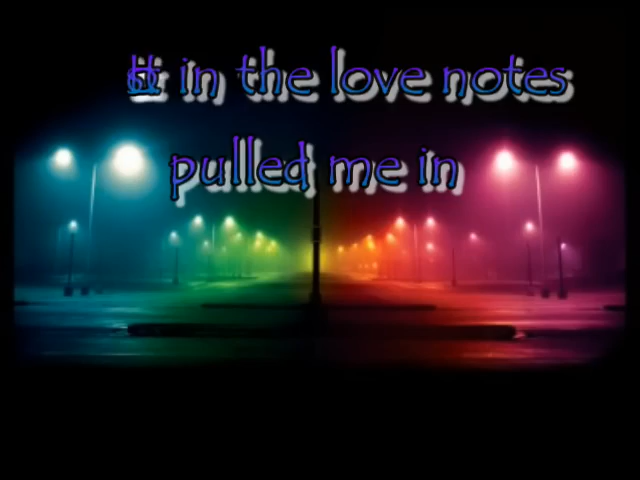 in the love notes
pulled me in